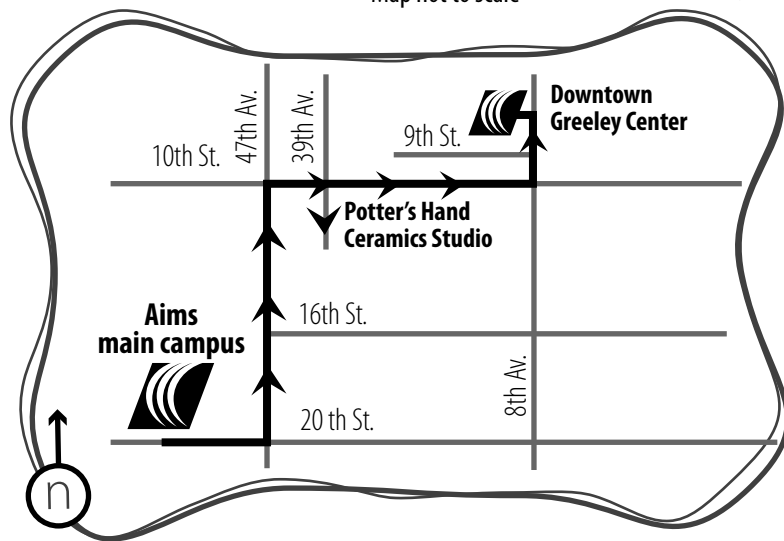 map not to scale
Downtown
Greeley Center
47th Av.
39th Av.
9th St.
10th St.
Potter's Hand
Ceramics Studio
Aims
main campus
16th St.
8th Av.
20 th St.
n